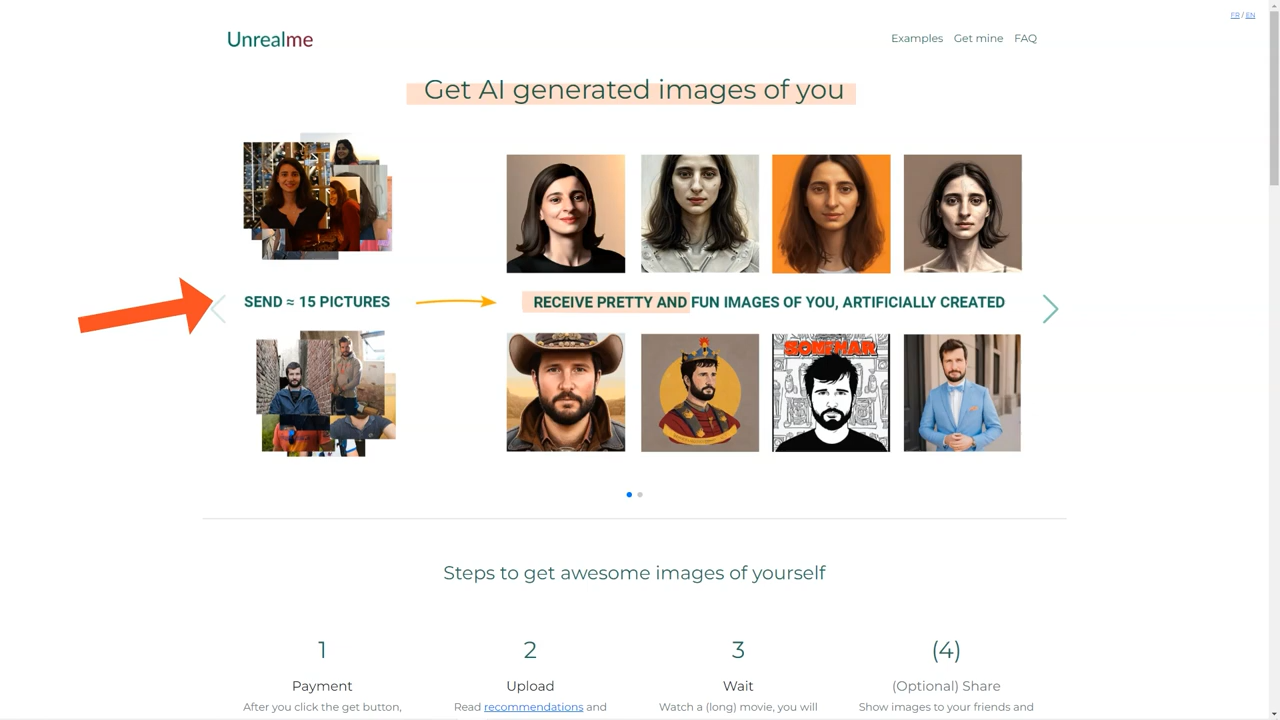 FR / EN
Unrealme
Examples Get mine FAQ
Get AI generated images of you
SEND ≈ 15 PICTURES
RECEIVE PRETTY AND FUN IMAGES OF YOU, ARTIFICIALLY CREATED
Steps to get awesome images of yourself
1
Payment
After you click the get button,
2
Upload
Read recommendations and
3
Wait
Watch a (long) movie, you will
(4)
(Optional) Share
Show images to your friends and